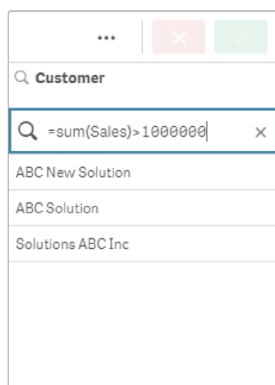 Customer
=sum(Sales)>1000000
ABC New Solution
ABC Solution
Solutions ABC Inc